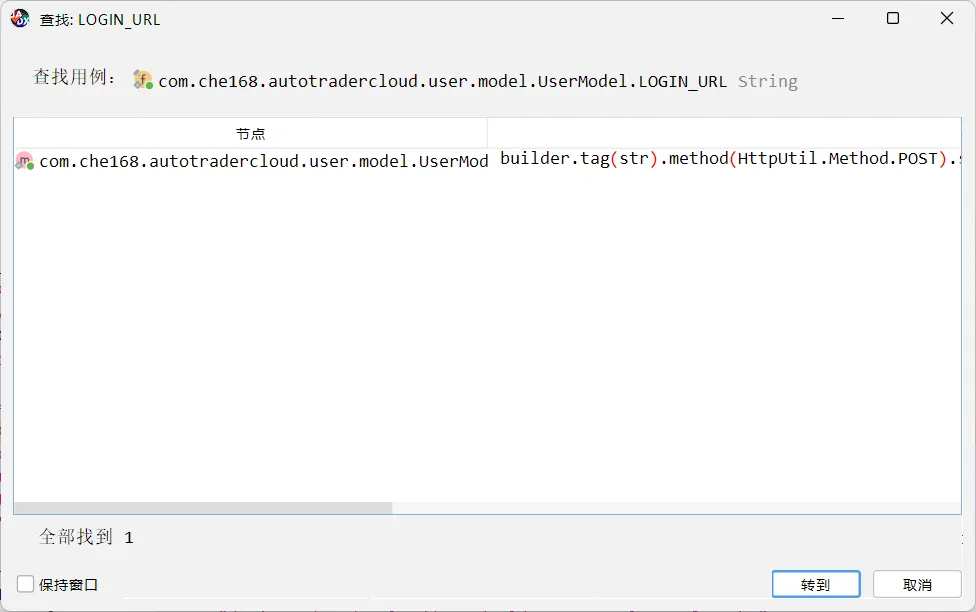 查找: LOGIN_URL
查找用例: com.che168.autotradercloud.user.model.UserModel.LOGIN_URL String
节点
com.che168.autotradercloud.user.model.UserMod builder.tag(str).method(HttpUtil.Method.POST).
全部找到 1
保持窗口
转到 取消